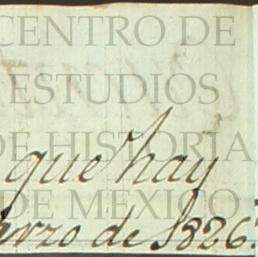 CENTRO DE
ESTUDIOS
DE HISTORIA
que hay
DE MEXICO
arzo de 1826.